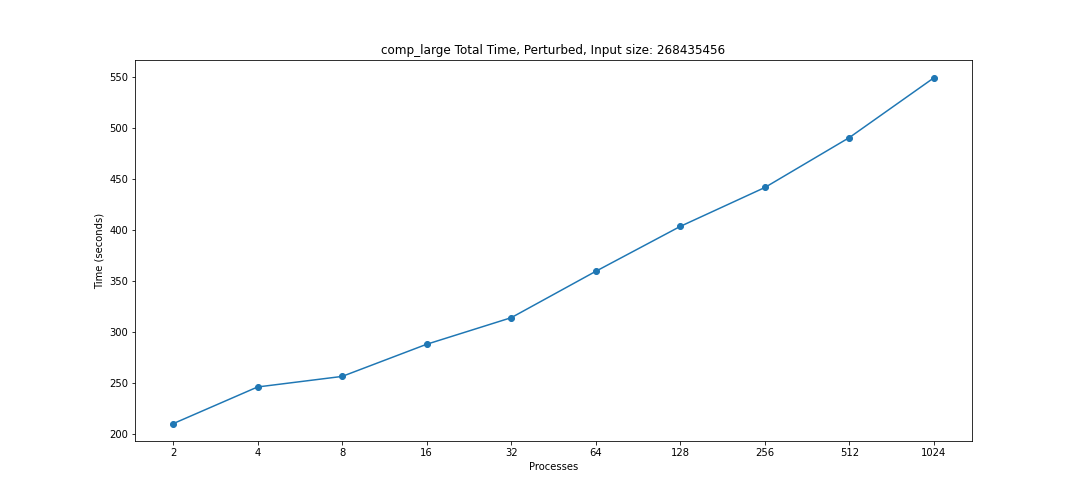 comp_large Total Time, Perturbed, Input size: 268435456
550
500
450
400
350
300
250
200
Time (seconds)
2 4 8 16 32 64 128 256 512 1024
Processes